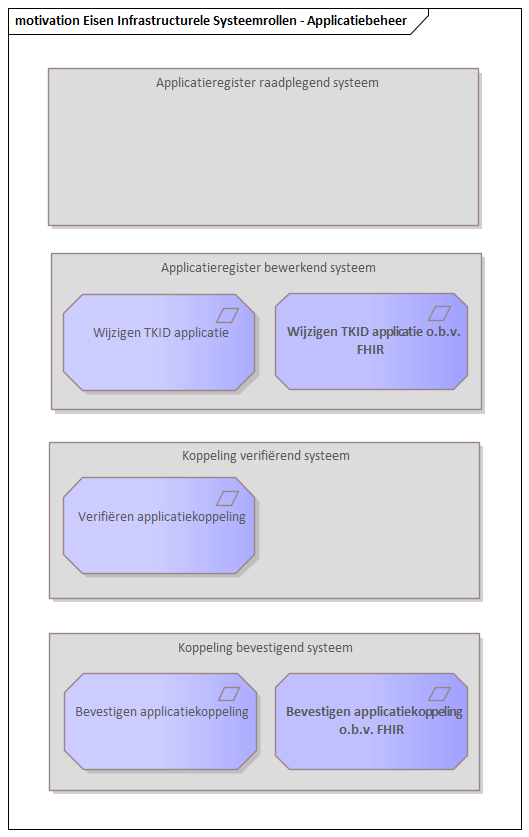 motivation Eisen Infrastructurele Systeemrollen - Applicatiebeheer
Applicatieregister raadplegend systeem
Applicatieregister bewerkend systeem
Wijzigen TKID applicatie
Wijzigen TKID applicatie o.b.v.
FHIR
Koppeling verifiërend systeem
Verifiëren applicatiekoppeling
Koppeling bevestigend systeem
Bevestigen applicatiekoppeling
Bevestigen applicatiekoppeling
o.b.v. FHIR